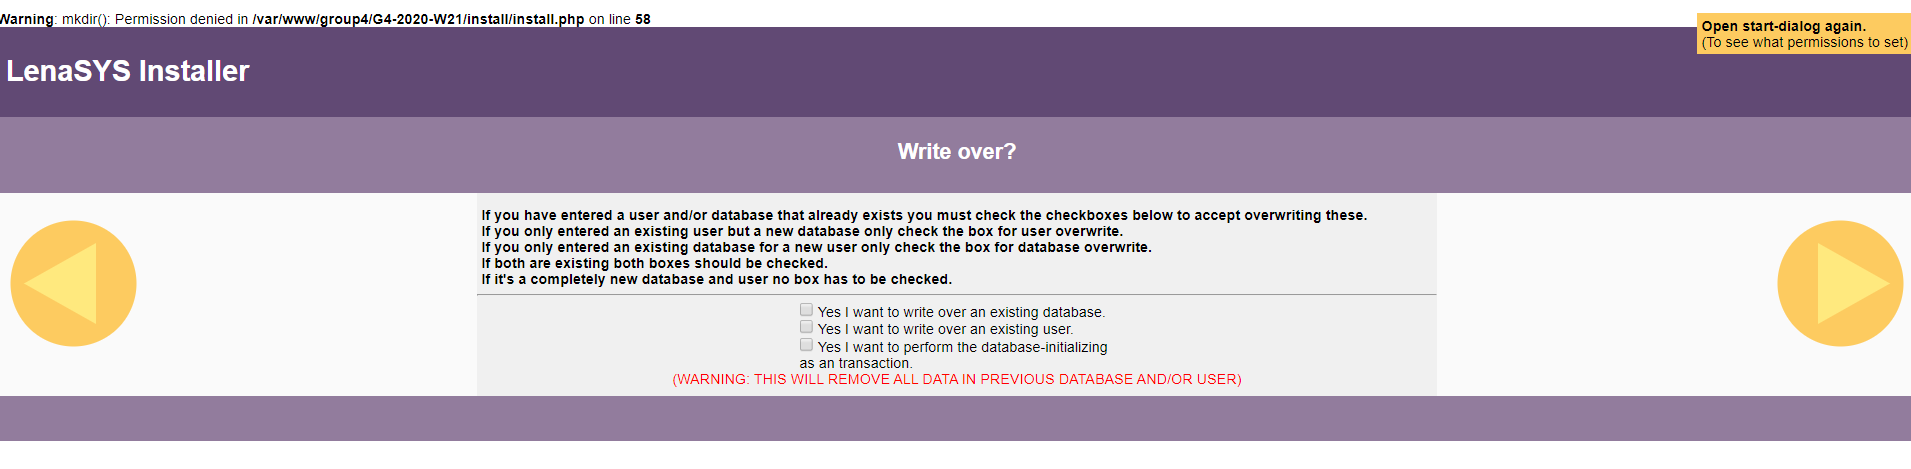 Warning: mkdir(): Permission denied in /var/www/group4/G4-2020-W21/install/install.php on line 58
Open start-dialog again.
(To see what permissions to set)
LenaSYS Installer
Write over?
If you have entered a user and/or database that already exists you must check the checkboxes below to accept overwriting these.
If you only entered an existing user but a new database only check the box for user overwrite.
If you only entered an existing database for a new user only check the box for database overwrite.
If both are existing both boxes should be checked.
If it's a completely new database and user no box has to be checked.
Yes I want to write over an existing database.
Yes I want to write over an existing user.
Yes I want to perform the database-initializing
as an transaction.
(WARNING: THIS WILL REMOVE ALL DATA IN PREVIOUS DATABASE AND/OR USER)